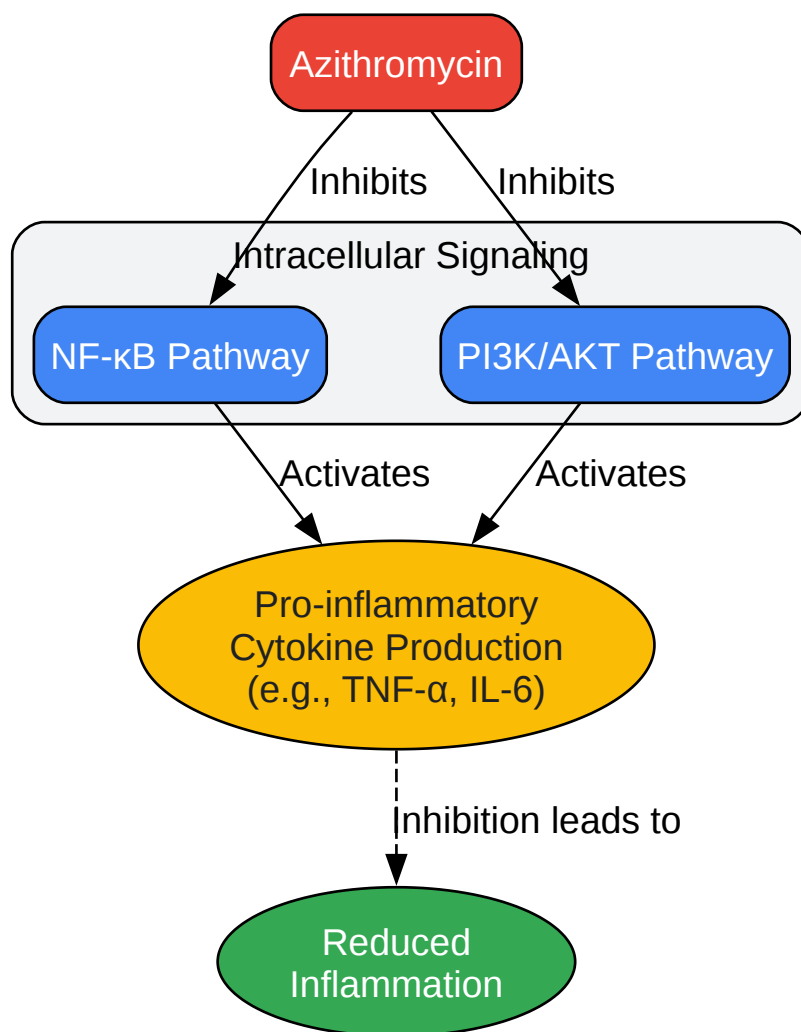 Azithromycin
Inhibits
Inhibits
Intracellular Signaling
NF-κB Pathway
PI3K/AKT Pathway
Activates
Activates
Pro-inflammatory
Cytokine Production
(e.g., TNF-α, IL-6)
Inhibition leads to
Reduced
Inflammation